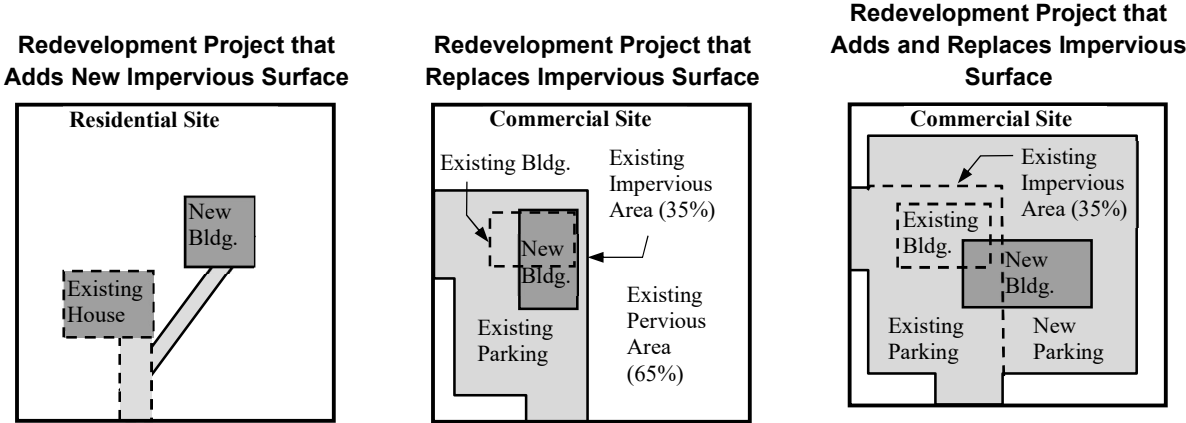 Redevelopment Project that
Adds New Impervious Surface
Residential Site
New
Bldg.
Existing
House
Redevelopment Project that
Replaces Impervious Surface
Commercial Site
Existing Bldg.
Existing
Impervious
Area (35%)
New
Bldg.
Existing
Parking
Existing
Pervious
Area
(65%)
Redevelopment Project that
Adds and Replaces Impervious
Surface
Commercial Site
Existing
Impervious
Area (35%)
Existing
Bldg.
New
Bldg.
Existing
Parking
New
Parking